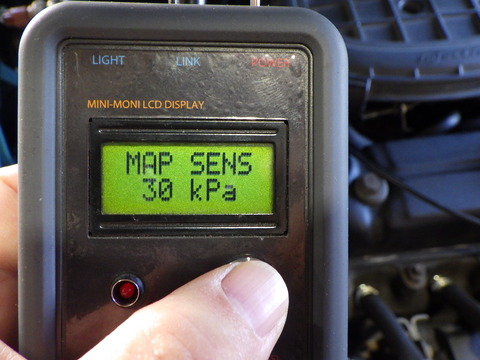 LIGHT LINK POWER
MINI-MONI LCD DISPLAY
MAP SENS
30 kPa